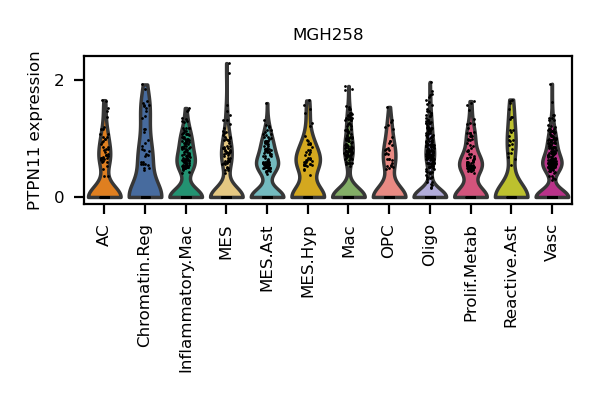 MGH258
PTPN11 expression
2
0
AC
Chromatin.Reg
Inflammatory.Mac
MES
MES.Ast
MES.Hyp
Mac
OPC
Oligo
Prolif.Metab
Reactive.Ast
Vasc